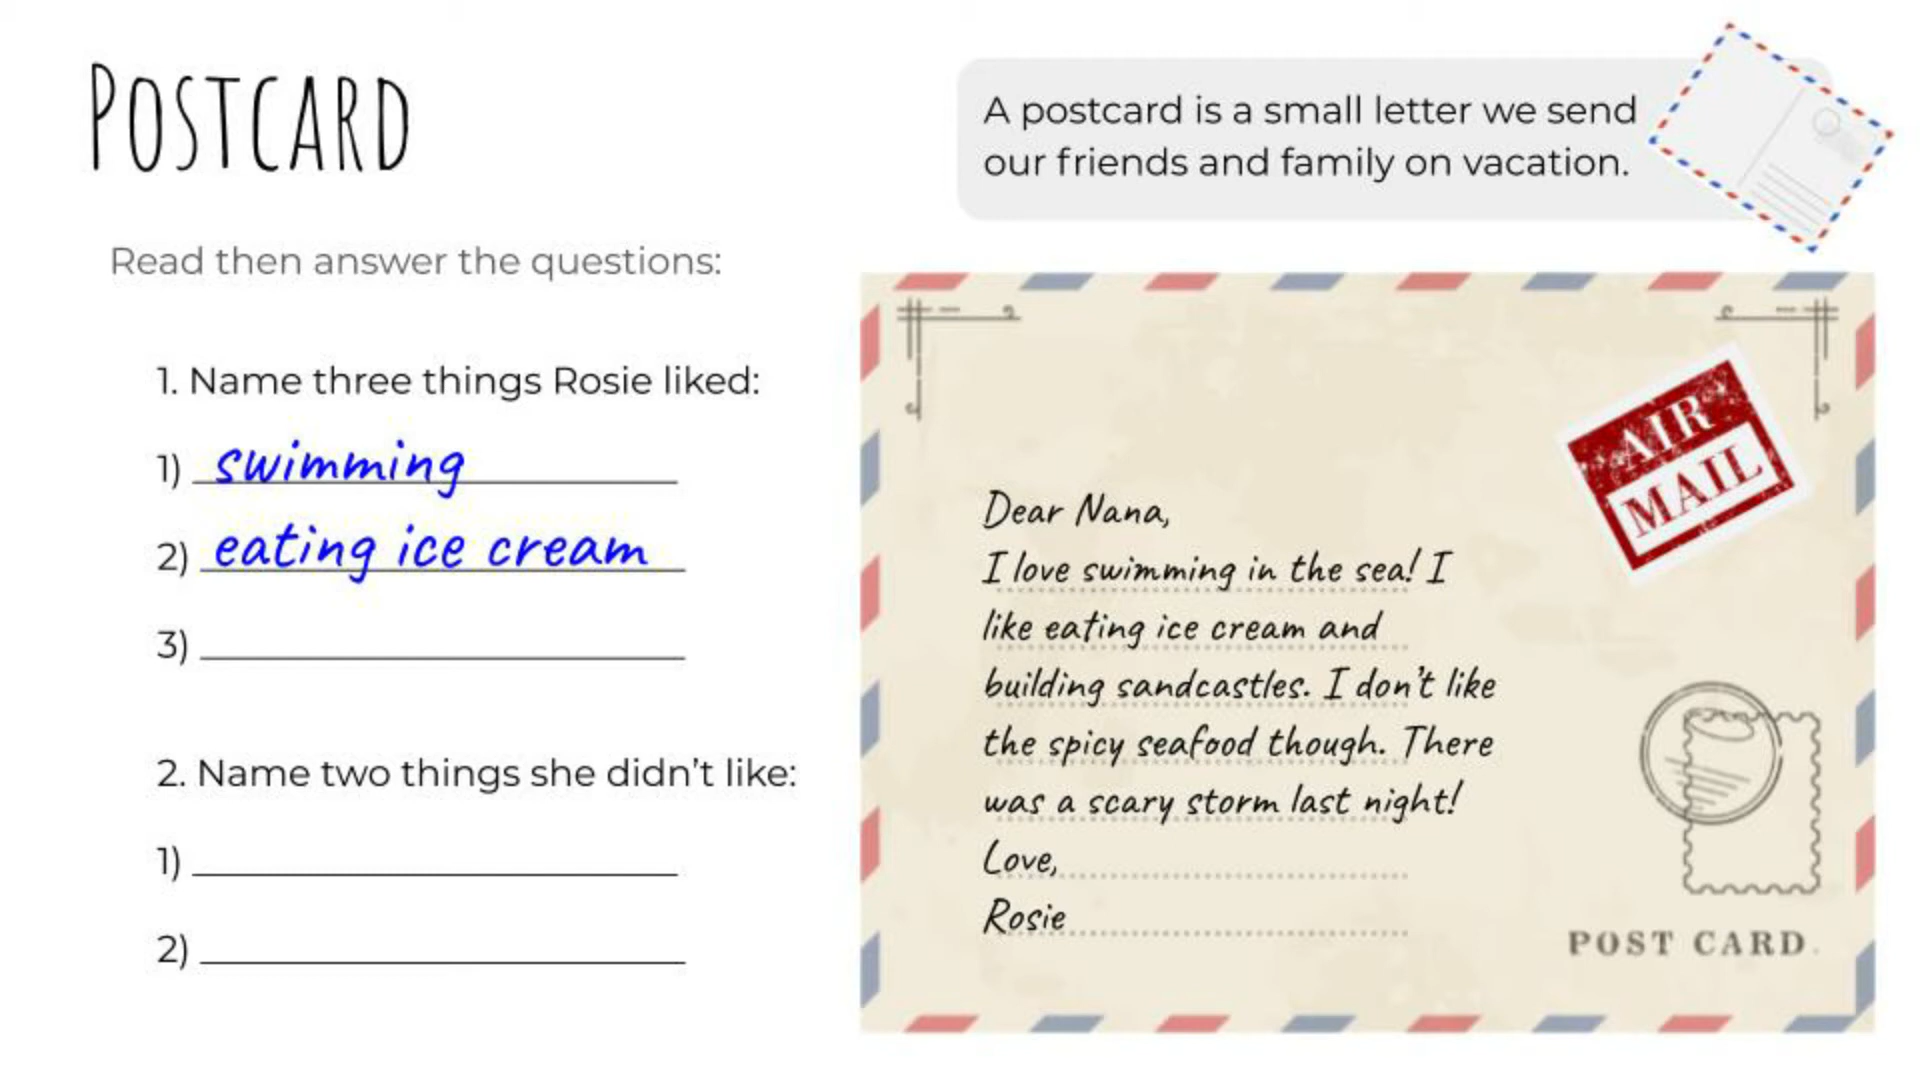 POSTCARD
A postcard is a small letter we send
our friends and family on vacation.
Read then answer the questions:
1. Name three things Rosie liked:
1) swimming
2) eating ice cream
3)
2. Name two things she didn't like:
1)
2)
AIR
MAIL
Dear Nana,
I love swimming in the sea! I
like eating ice cream and
building sandcastles. I don't like
the spicy seafood though. There
was a scary storm last night!
Love,
Rosie
POST CARD